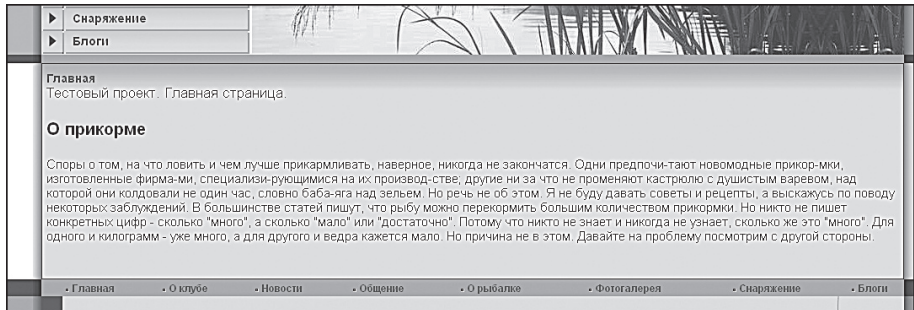 Снаряжение
Блоги
Главная
Тестовый проект. Главная страница.
О прикорме
Споры о том, на что ловить и чем лучше прикармливать, наверное, никогда не закончатся. Одни предпочи-тают новомодные прикор-мки,
изготовленные фирма-ми, специализи-рующимися на их производ-стве; другие ни за что не променяют кастрюлю с душистым варевом, над
которой они колдовали не один час, словно баба-яга над зельем. Но речь не об этом. Я не буду давать советы и рецепты, а выскажусь по поводу
некоторых заблуждений. В большинстве статей пишут, что рыбу можно перекормить большим количеством прикормки. Но никто не пишет
конкретных цифр - сколько "много", а сколько "мало" или "достаточно". Потому что никто не знает и никогда не узнает, сколько же это "много". Для
одного и килограмм - уже много, а для другого и ведра кажется мало. Но причина не в этом. Давайте на проблему посмотрим с другой стороны.
• Главная • О клубе • Новости • Общение • О рыбалке • Фотогалерея • Снаряжение • Блоги